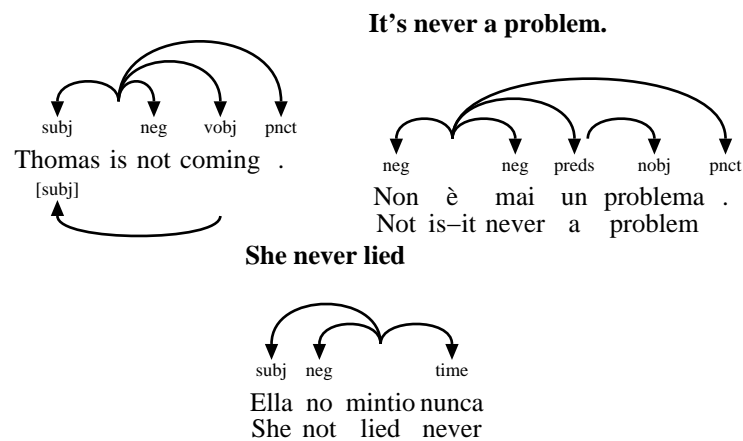 It's never a problem.
subj neg vobj pnct
Thomas is not coming .
[subj]
neg neg preds nobj pnct
Non è mai un problema .
Not is–it never a problem
She never lied
subj neg time
Ella no mintio nunca
She not lied never